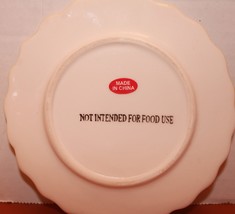 MADE
IN CHINA
NOT INTENDED FOR FOOD USE